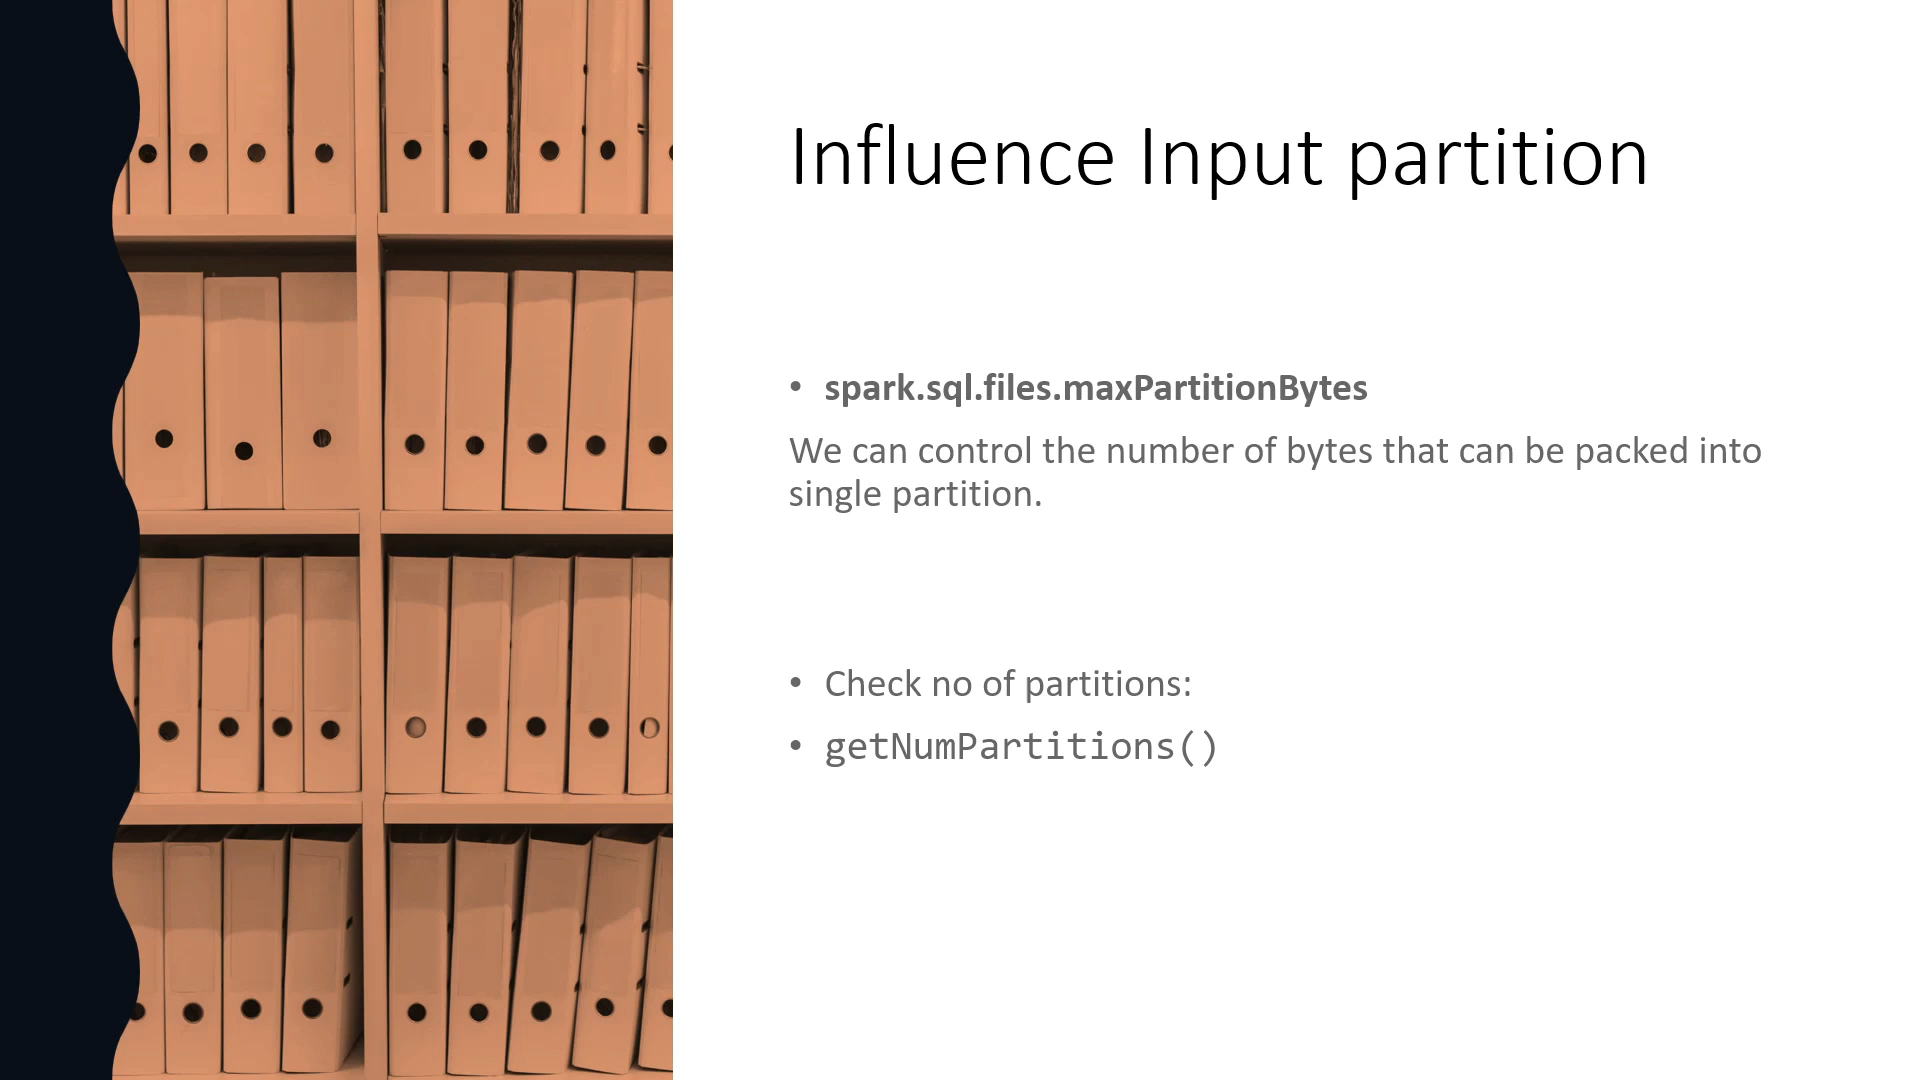 Influence Input partition
• spark.sql.files.maxPartitionBytes
We can control the number of bytes that can be packed into
single partition.
• Check no of partitions:
• getNumPartitions()